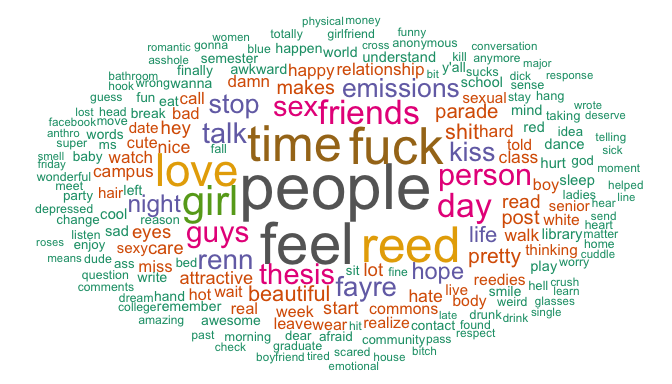 physical money
women totally girlfriend funny
romantic gonna blue happen world cross anonymous conversation
asshole semester understand kill anymore major
bathroom finally awkward happy relationship bit y'all sucks dick response
hook wrong wanna damn makes emissions school sense
guess fun eat call stop sex friends sexual stay hang wrote
lost head break bad parade mind taking deserve
facebook move date hey talk time fuck shit hard red idea telling
anthro words cute nice fall kiss told dance sick
super ms watch love class hurt god moment
smell baby campus people person boy sleep helped
friday wonderful hair left girl day read senior ladies hear line
meet party night post white send
depressed change cool reason guys feel reed life walk library heart
roses listen sad eyes renn pretty thinking matter home
enjoy sexy care thesis sit lot fine hope reedies play worry cuddle
means dude ass miss bed attractive fayre hate live smile hell crush
question write hot wait beautiful start body weird learn
comments dream hand real week commons late drunk glasses
college remember leave wear hit realize contact found drink single
amazing awesome dear afraid community pass respect
past morning graduate scared house bitch
check boyfriend tired emotional